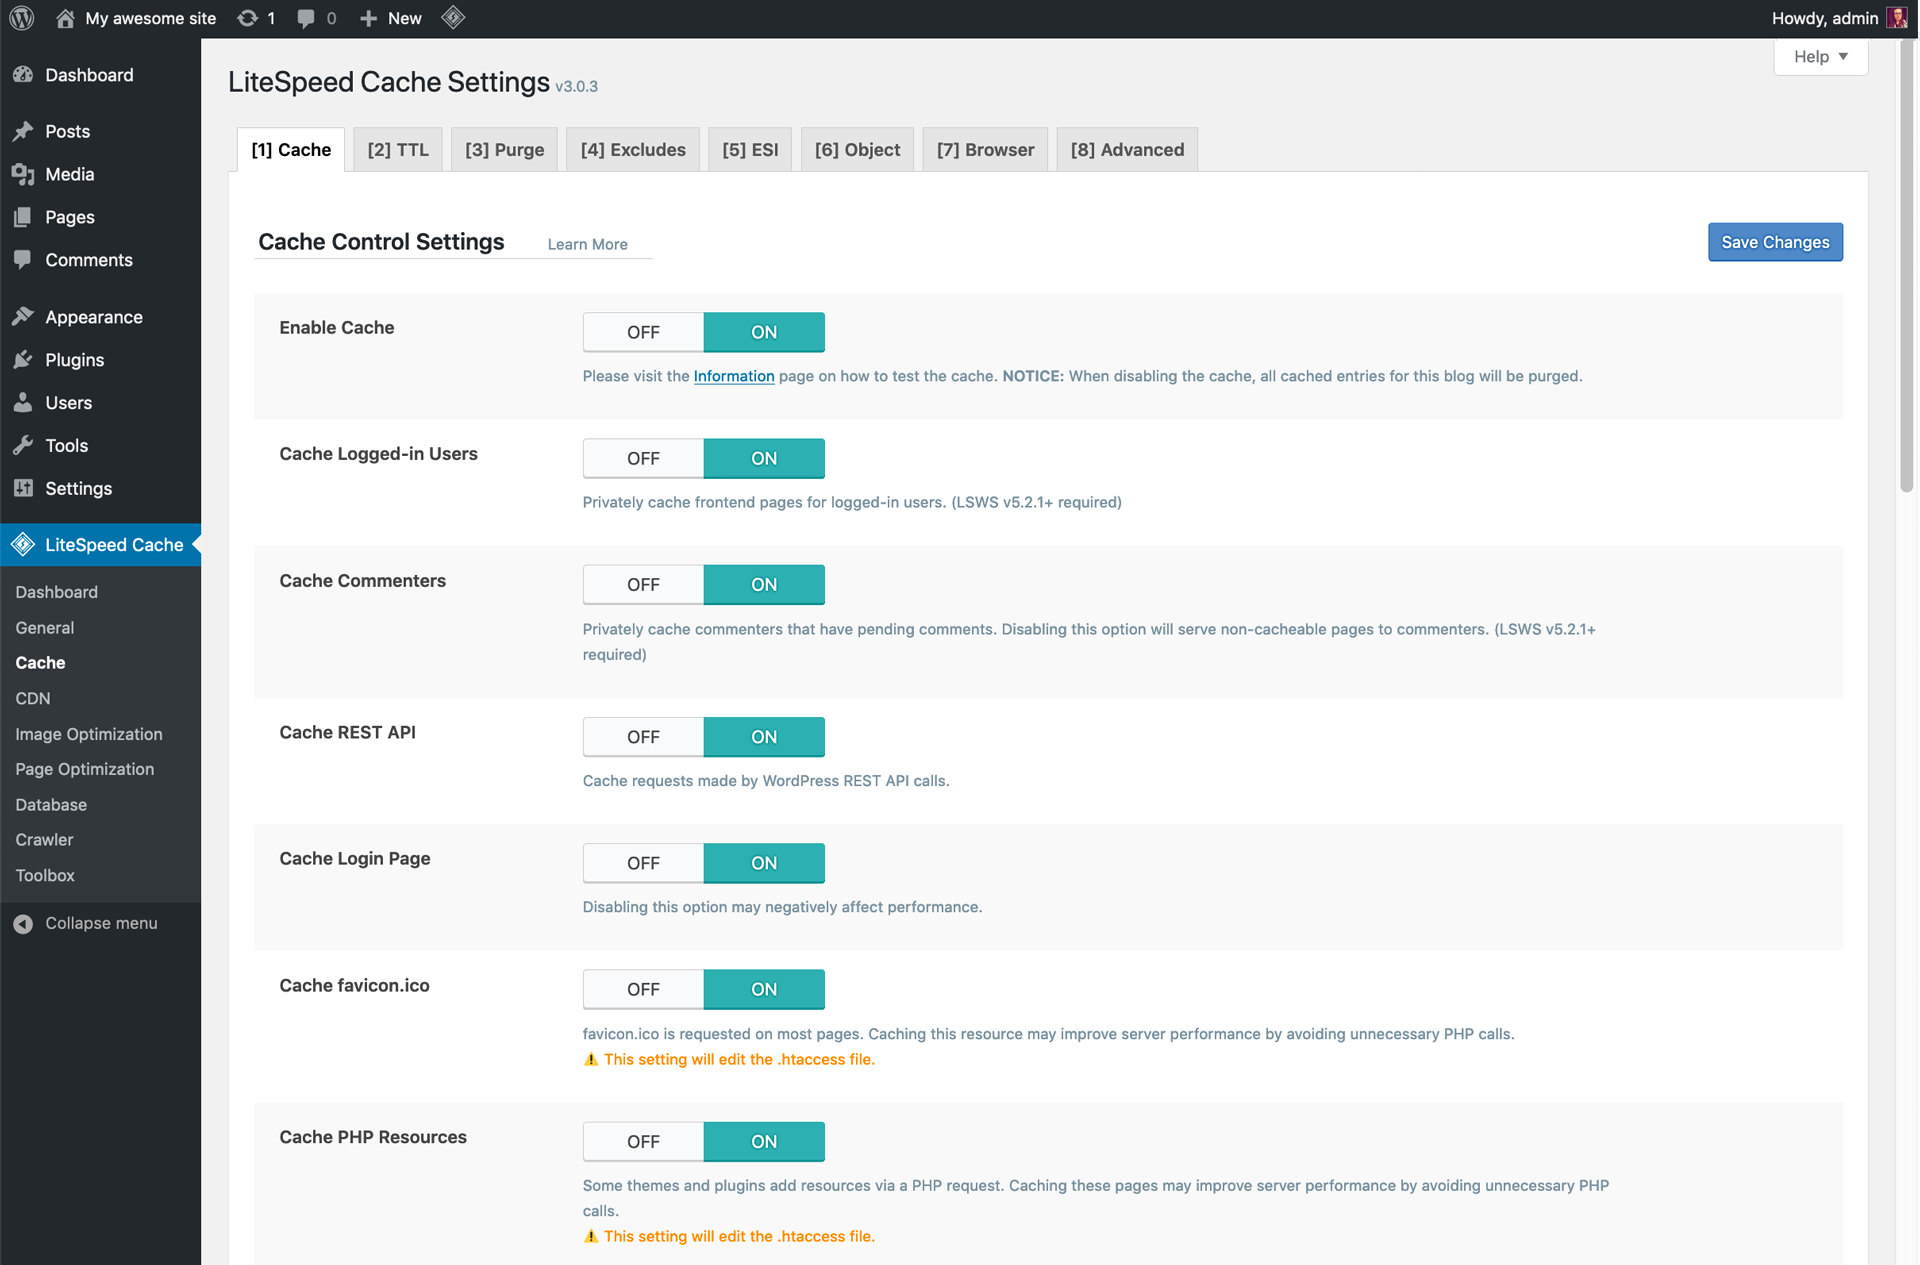 My awesome site 1 0 New Howdy, admin
Help ▼
Dashboard
Posts
Media
Pages
Comments
Appearance
Plugins
Users
Tools
Settings
LiteSpeed Cache
Dashboard
General
Cache
CDN
Image Optimization
Page Optimization
Database
Crawler
Toolbox
Collapse menu
LiteSpeed Cache Settings v3.0.3
[1] Cache [2] TTL [3] Purge [4] Excludes [5] ESI [6] Object [7] Browser [8] Advanced
Cache Control Settings Learn More Save Changes
Enable Cache OFF ON
Please visit the Information page on how to test the cache. NOTICE: When disabling the cache, all cached entries for this blog will be purged.
Cache Logged-in Users OFF ON
Privately cache frontend pages for logged-in users. (LSWS v5.2.1+ required)
Cache Commenters OFF ON
Privately cache commenters that have pending comments. Disabling this option will serve non-cacheable pages to commenters. (LSWS v5.2.1+
required)
Cache REST API OFF ON
Cache requests made by WordPress REST API calls.
Cache Login Page OFF ON
Disabling this option may negatively affect performance.
Cache favicon.ico OFF ON
favicon.ico is requested on most pages. Caching this resource may improve server performance by avoiding unnecessary PHP calls.
⚠ This setting will edit the .htaccess file.
Cache PHP Resources OFF ON
Some themes and plugins add resources via a PHP request. Caching these pages may improve server performance by avoiding unnecessary PHP
calls.
⚠ This setting will edit the .htaccess file.